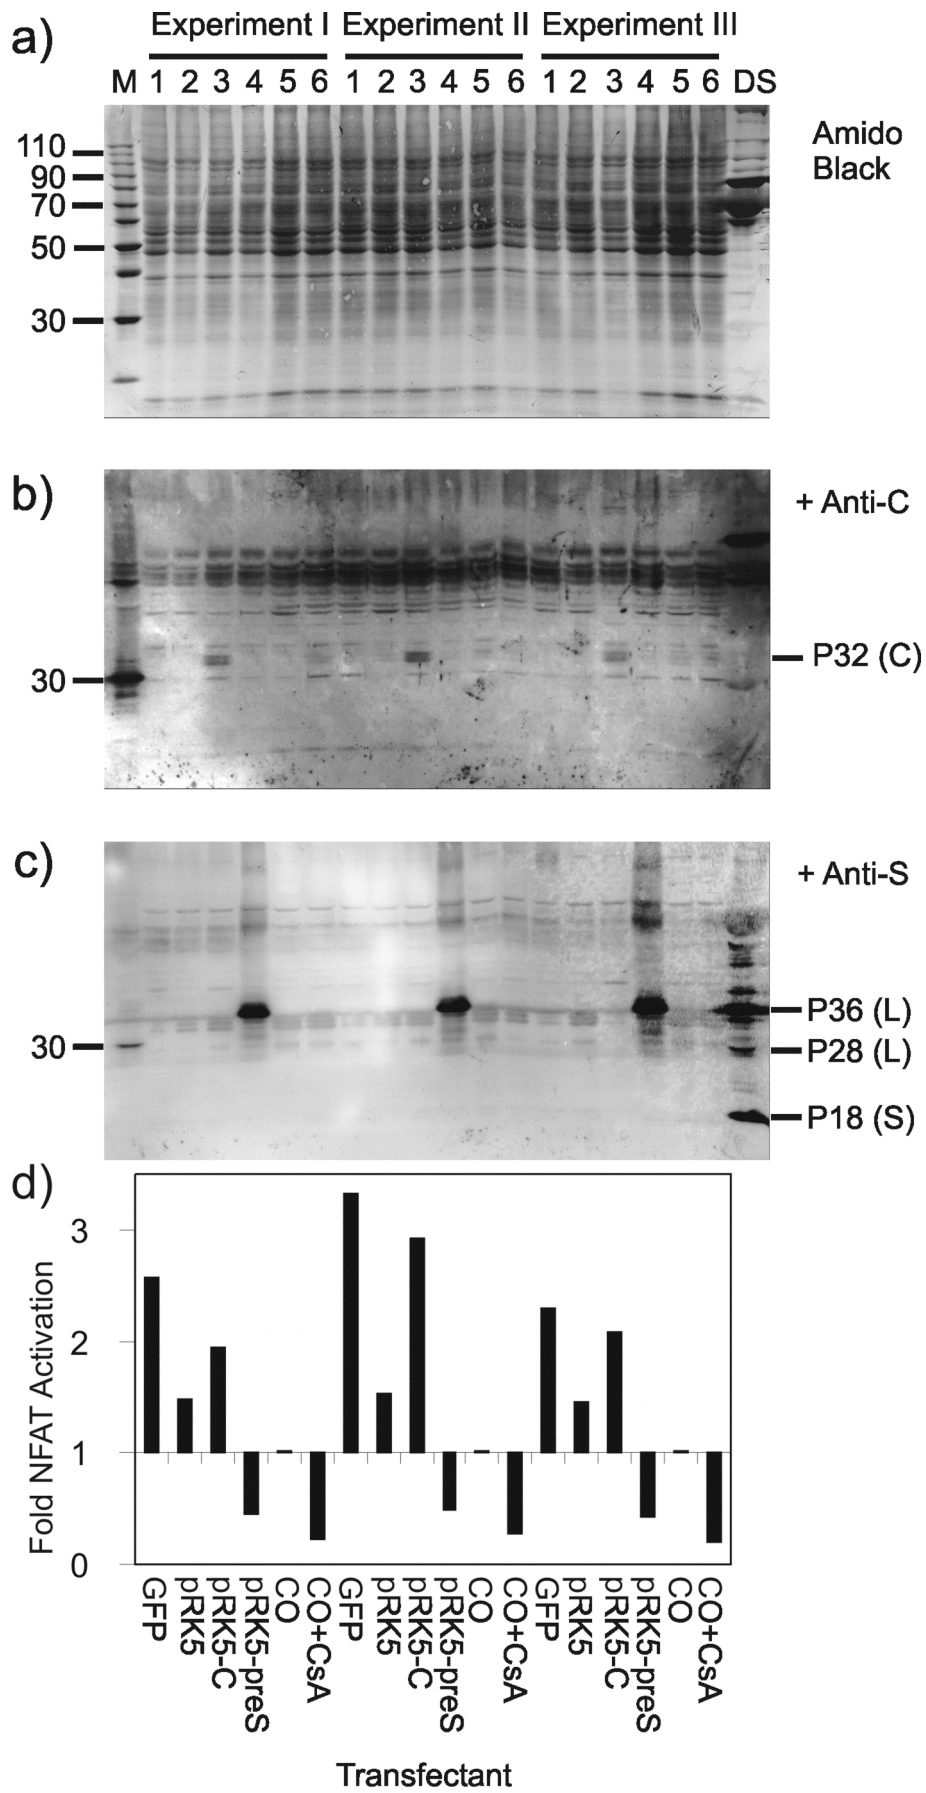 a)
Experiment I Experiment II Experiment III
M 1 2 3 4 5 6 1 2 3 4 5 6 1 2 3 4 5 6 DS
110
90
70
50
30
Amido
Black
b)
+ Anti-C
P32 (C)
30
c)
+ Anti-S
P36 (L)
30
P28 (L)
P18 (S)
d)
3
2
1
0
Fold NFAT Activation
GFP
pRK5
pRK5-C
pRK5-preS
CO
CO+CsA
GFP
pRK5
pRK5-C
pRK5-preS
CO
CO+CsA
GFP
pRK5
pRK5-C
pRK5-preS
CO
CO+CsA
Transfectant